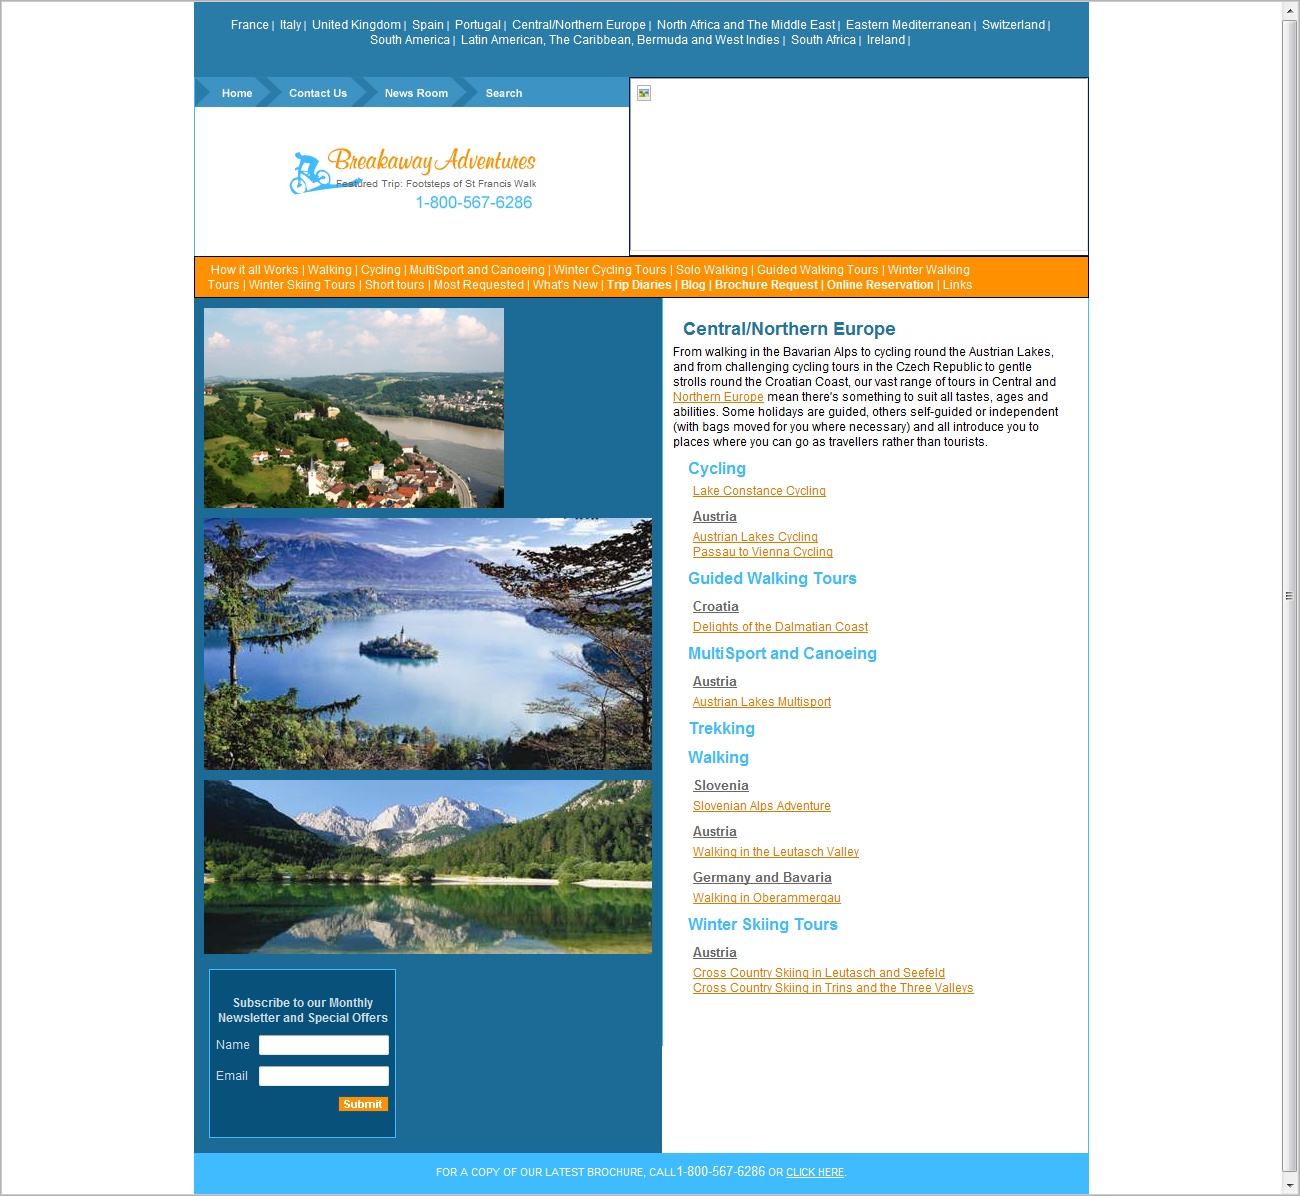 France | Italy | United Kingdom | Spain | Portugal | Central/Northern Europe | North Africa and The Middle East | Eastern Mediterranean | Switzerland |
South America | Latin American, The Caribbean, Bermuda and West Indies | South Africa | Ireland |
Home Contact Us News Room Search
Breakaway Adventures
Featured Trip: Footsteps of St Francis Walk
1-800-567-6286
How it all Works | Walking | Cycling | MultiSport and Canoeing | Winter Cycling Tours | Solo Walking | Guided Walking Tours | Winter Walking
Tours | Winter Skiing Tours | Short tours | Most Requested | What's New | Trip Diaries | Blog | Brochure Request | Online Reservation | Links
Central/Northern Europe
From walking in the Bavarian Alps to cycling round the Austrian Lakes,
and from challenging cycling tours in the Czech Republic to gentle
strolls round the Croatian Coast, our vast range of tours in Central and
Northern Europe mean there's something to suit all tastes, ages and
abilities. Some holidays are guided, others self-guided or independent
(with bags moved for you where necessary) and all introduce you to
places where you can go as travellers rather than tourists.
Cycling
Lake Constance Cycling
Austria
Austrian Lakes Cycling
Passau to Vienna Cycling
Guided Walking Tours
Croatia
Delights of the Dalmatian Coast
MultiSport and Canoeing
Austria
Austrian Lakes Multisport
Trekking
Walking
Slovenia
Slovenian Alps Adventure
Austria
Walking in the Leutasch Valley
Germany and Bavaria
Walking in Oberammergau
Winter Skiing Tours
Austria
Cross Country Skiing in Leutasch and Seefeld
Cross Country Skiing in Trins and the Three Valleys
Subscribe to our Monthly
Newsletter and Special Offers
Name
Email
Submit
FOR A COPY OF OUR LATEST BROCHURE, CALL 1-800-567-6286 OR CLICK HERE.